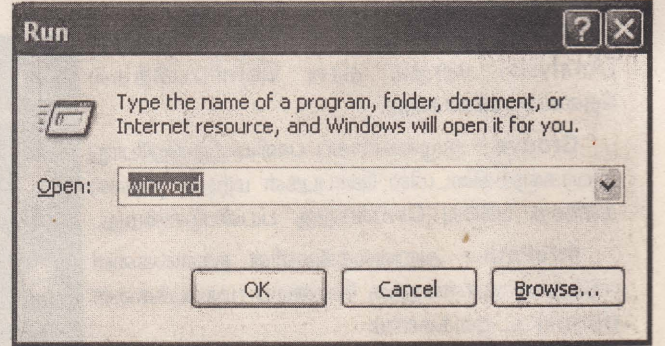 Run
Type the name of a program, folder, document, or
Internet resource, and Windows will open it for you.
Open: winword
OK Cancel Browse...